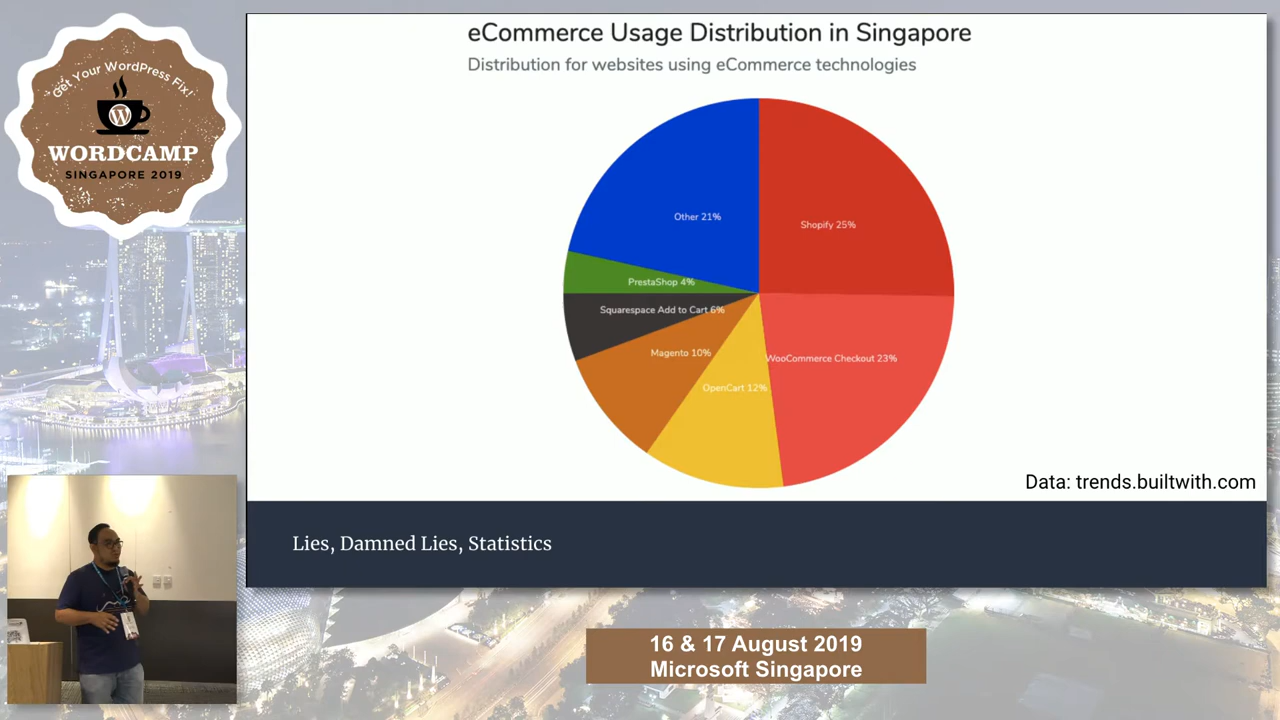 Get Your WordPress Fix!
WORDCAMP
SINGAPORE 2019
eCommerce Usage Distribution in Singapore
Distribution for websites using eCommerce technologies
Other 21%
Shopify 25%
PrestaShop 4%
Squarespace Add to Cart 6%
Magento 10%
WooCommerce Checkout 23%
OpenCart 12%
Data: trends.builtwith.com
Lies, Damned Lies, Statistics
16 & 17 August 2019
Microsoft Singapore